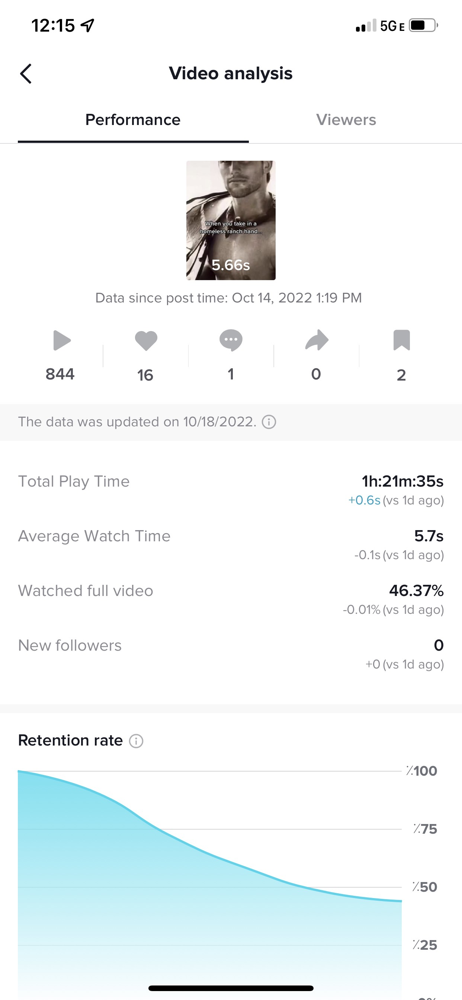 12:15
5G E
Video analysis
Performance
Viewers
When you take in a
homeless ranch hand...
5.66s
Data since post time: Oct 14, 2022 1:19 PM
844
16
1
0
2
The data was updated on 10/18/2022.
Total Play Time
1h:21m:35s
+0.6s (vs 1d ago)
Average Watch Time
5.7s
-0.1s (vs 1d ago)
Watched full video
46.37%
-0.01% (vs 1d ago)
New followers
0
+0 (vs 1d ago)
Retention rate
٪100
٪75
٪50
٪25